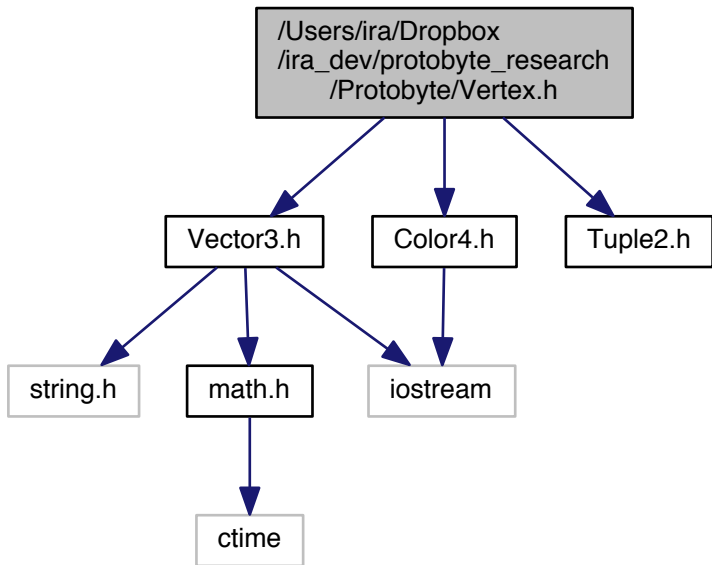 /Users/ira/Dropbox
/ira_dev/protobyte_research
/Protobyte/Vertex.h
Vector3.h
Color4.h
Tuple2.h
string.h
math.h
iostream
ctime